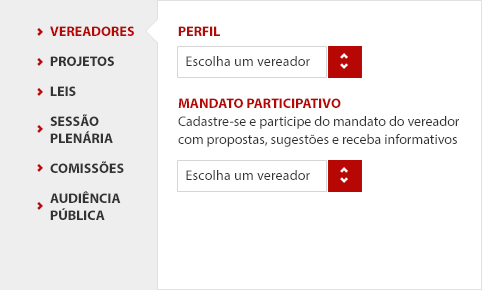 VEREADORES
PROJETOS
LEIS
SESSÃO
PLENÁRIA
COMISSÕES
AUDIÊNCIA
PÚBLICA
PERFIL
Escolha um vereador
MANDATO PARTICIPATIVO
Cadastre-se e participe do mandato do vereador
com propostas, sugestões e receba informativos
Escolha um vereador